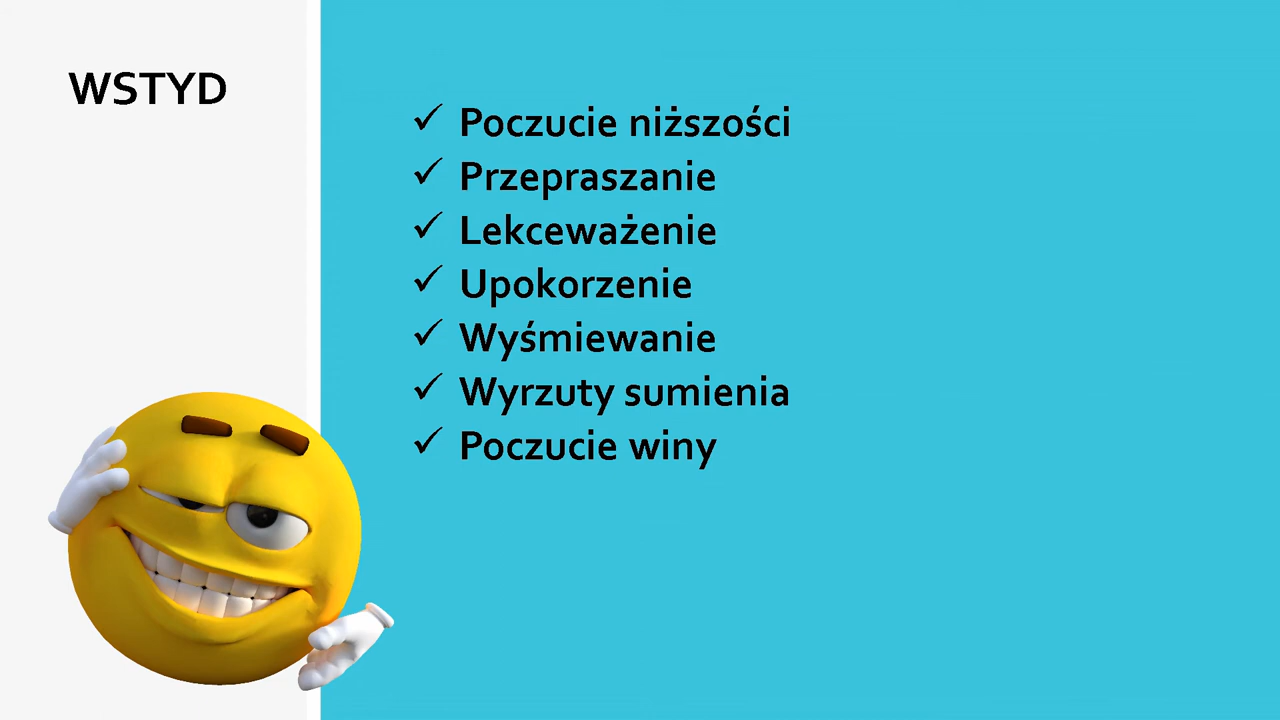 WSTYD
✓ Poczucie niższości
✓ Przepraszanie
✓ Lekceważenie
✓ Upokorzenie
✓ Wyśmiewanie
✓ Wyrzuty sumienia
✓ Poczucie winy